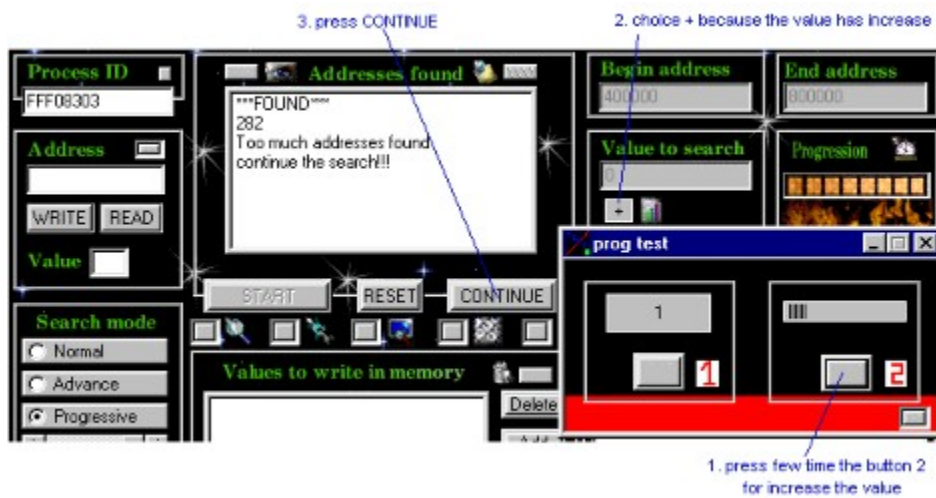 3. press CONTINUE
2. choice + because the value has increase
Process ID
FFF08303
Addresses found
***FOUND***
282
Too much addresses found
continue the search!!!
Begin address
400000
End address
800000
Address
WRITE
READ
Value
Value to search
0
+
Progression
START
RESET
CONTINUE
prog test
1
1
2
Search mode
Normal
Advance
Progressive
Values to write in memory
Delete
1. press few time the button 2
for increase the value